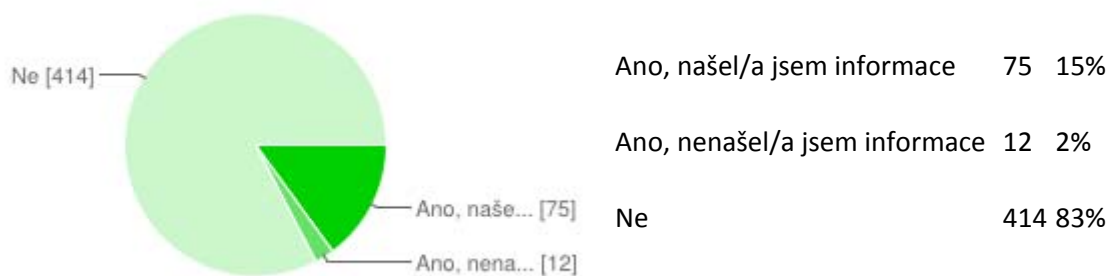 Ne [414]
Ano, naše... [75]
Ano, nena... [12]
Ano, našel/a jsem informace 75 15%
Ano, nenašel/a jsem informace 12 2%
Ne 414 83%